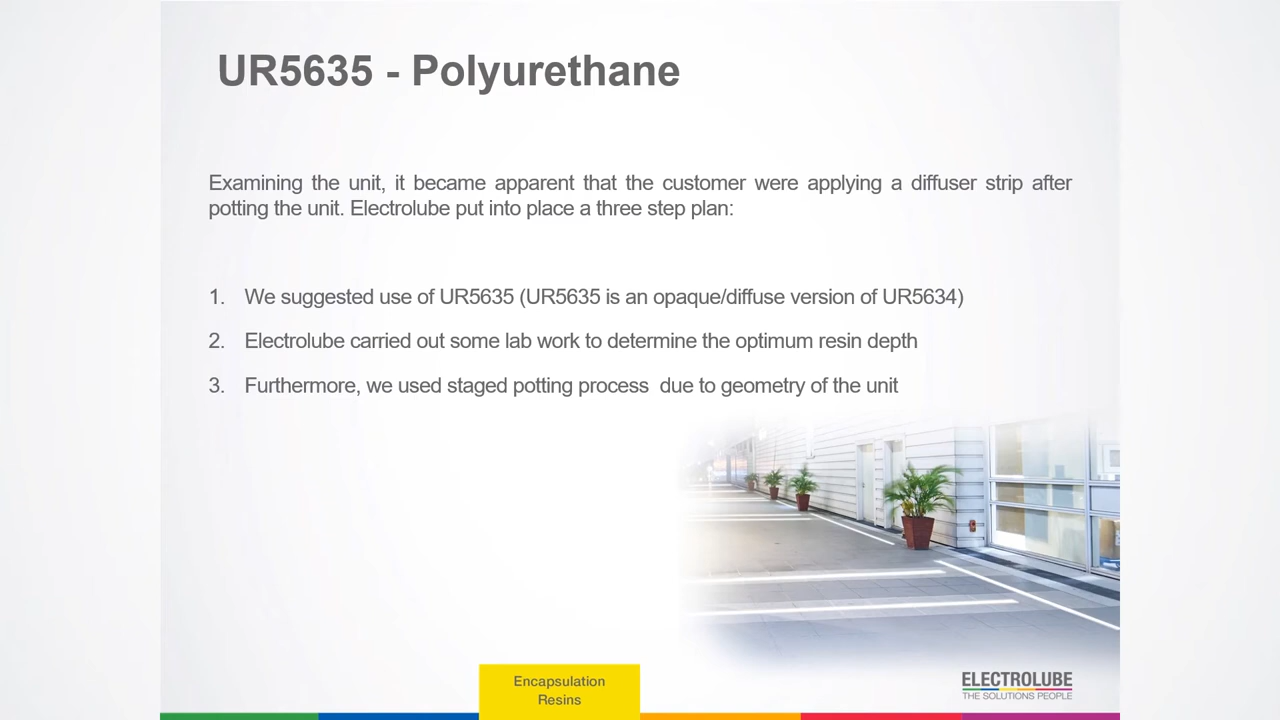 UR5635 - Polyurethane
Examining the unit, it became apparent that the customer were applying a diffuser strip after
potting the unit. Electrolube put into place a three step plan:
1. We suggested use of UR5635 (UR5635 is an opaque/diffuse version of UR5634)
2. Electrolube carried out some lab work to determine the optimum resin depth
3. Furthermore, we used staged potting process  due to geometry of the unit
Encapsulation
Resins
ELECTROLUBE
THE SOLUTIONS PEOPLE